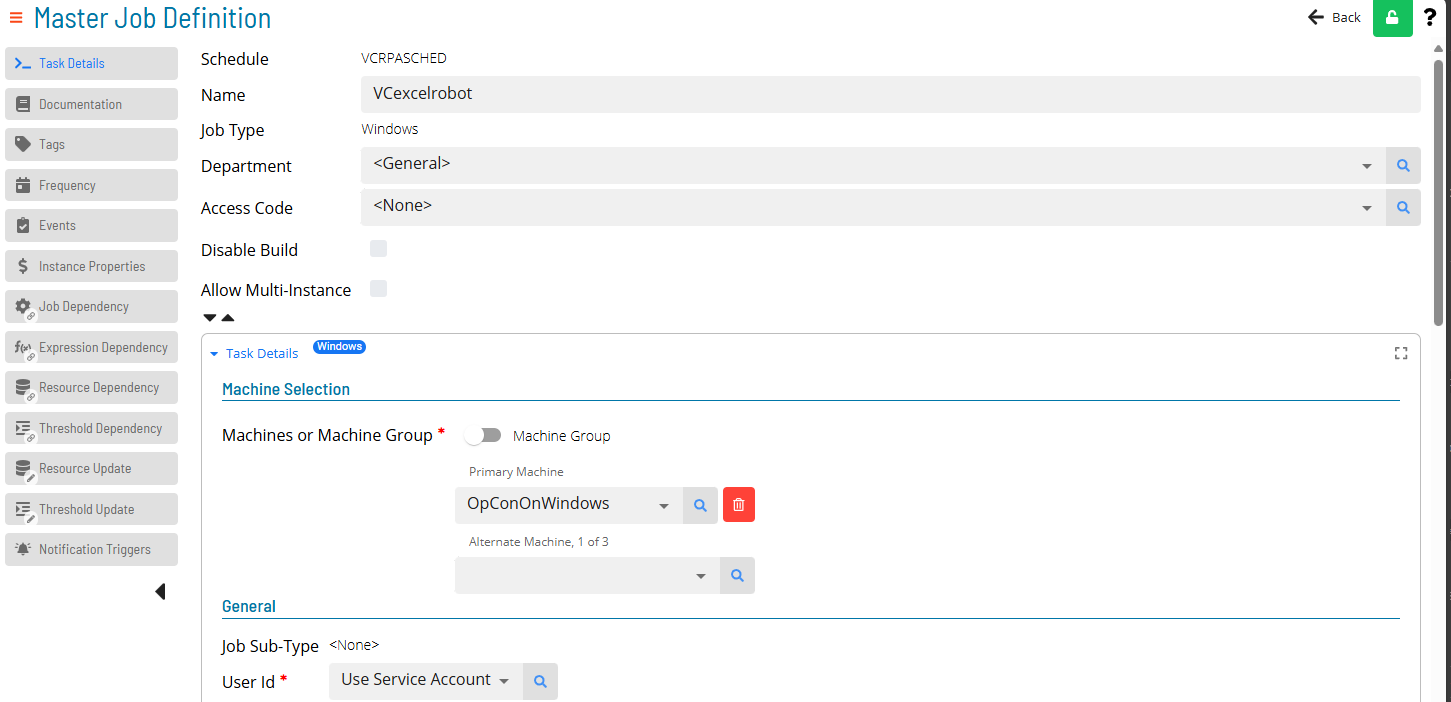 Master Job Definition
Back
?
Task Details
Documentation
Tags
Frequency
Events
Instance Properties
Job Dependency
Expression Dependency
Resource Dependency
Threshold Dependency
Resource Update
Threshold Update
Notification Triggers
Schedule VCRPASCHED
Name VCexcelrobot
Job Type Windows
Department <General>
Access Code <None>
Disable Build
Allow Multi-Instance
Task Details Windows
Machine Selection
Machines or Machine Group * Machine Group
Primary Machine
OpConOnWindows
Alternate Machine, 1 of 3
General
Job Sub-Type <None>
User Id * Use Service Account